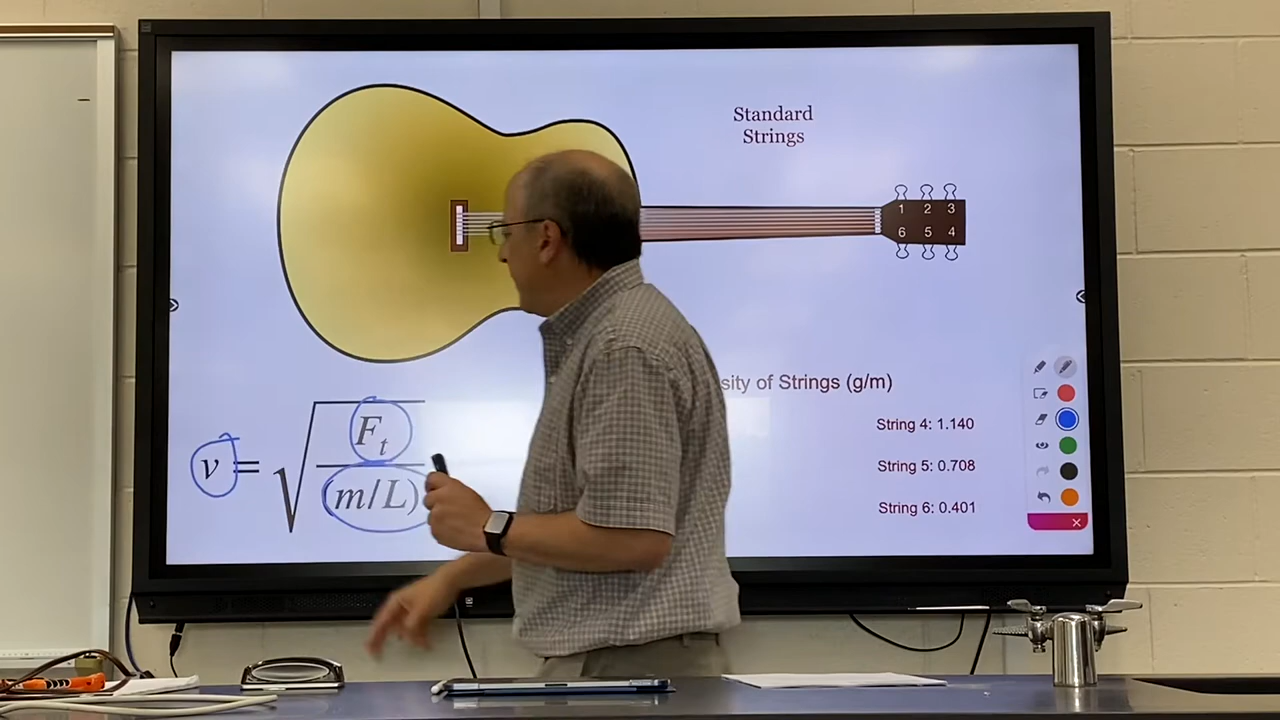 Standard
Strings
1 2 3
6 5 4
of Strings (g/m)
v = √ F_t / (m/L)
String 4: 1.140
String 5: 0.708
String 6: 0.401